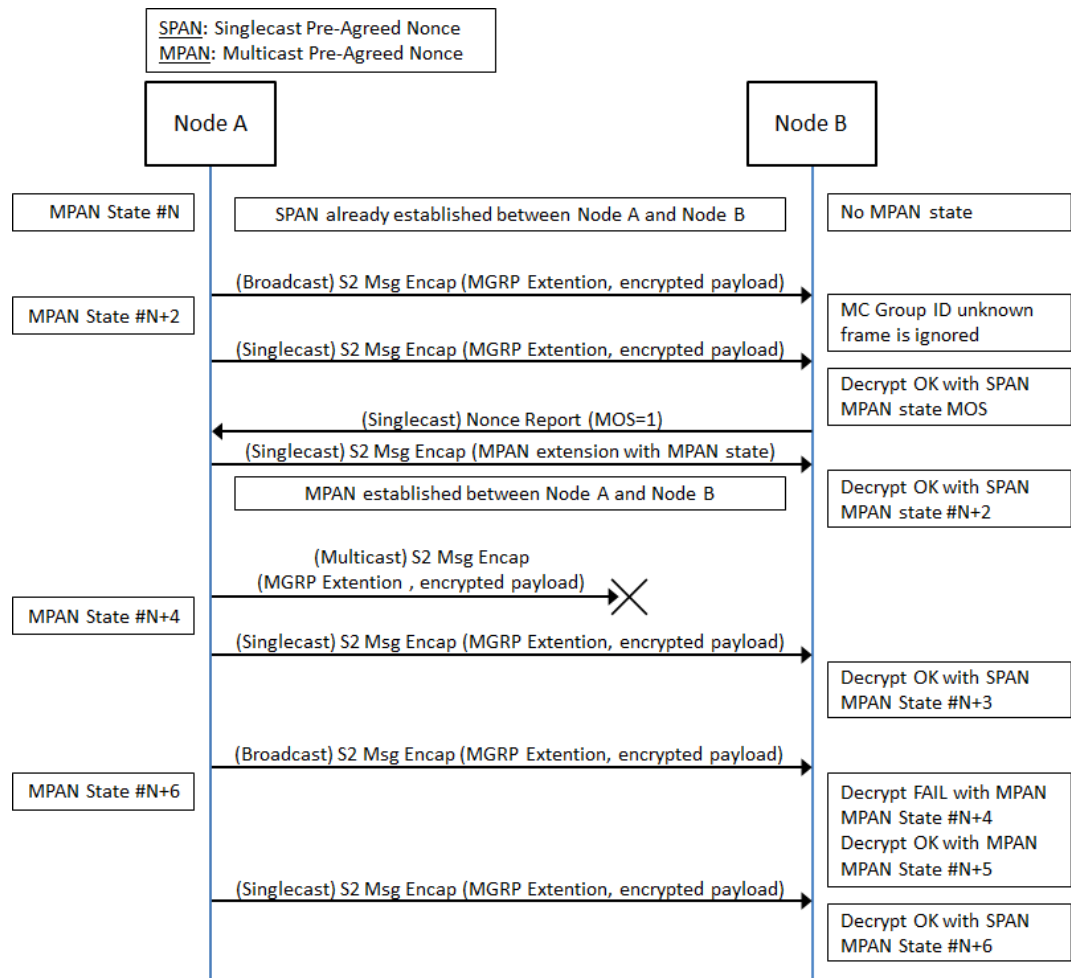 SPAN: Singlecast Pre-Agreed Nonce
MPAN: Multicast Pre-Agreed Nonce
Node A
Node B
MPAN State #N
SPAN already established between Node A and Node B
No MPAN state
(Broadcast) S2 Msg Encap (MGRP Extention, encrypted payload)
MPAN State #N+2
MC Group ID unknown
frame is ignored
(Singlecast) S2 Msg Encap (MGRP Extention, encrypted payload)
Decrypt OK with SPAN
MPAN state MOS
(Singlecast) Nonce Report (MOS=1)
(Singlecast) S2 Msg Encap (MPAN extension with MPAN state)
MPAN established between Node A and Node B
Decrypt OK with SPAN
MPAN state #N+2
(Multicast) S2 Msg Encap
(MGRP Extention , encrypted payload)
MPAN State #N+4
(Singlecast) S2 Msg Encap (MGRP Extention, encrypted payload)
Decrypt OK with SPAN
MPAN State #N+3
(Broadcast) S2 Msg Encap (MGRP Extention, encrypted payload)
MPAN State #N+6
Decrypt FAIL with MPAN
MPAN State #N+4
Decrypt OK with MPAN
MPAN State #N+5
(Singlecast) S2 Msg Encap (MGRP Extention, encrypted payload)
Decrypt OK with SPAN
MPAN State #N+6